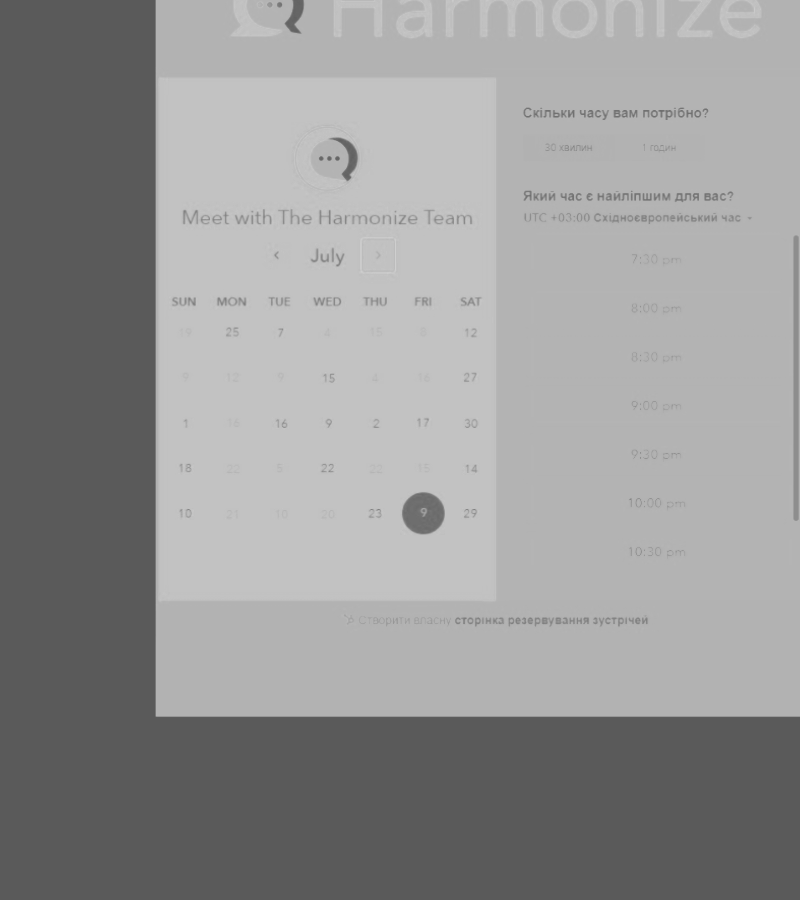 Harmonize
Meet with The Harmonize Team
July
SUN MON TUE WED THU FRI SAT
19 25 7 4 15 8 12
9 12 9 15 4 16 27
1 16 9 2 17 30
18 22 5 22 22 15 14
10 21 10 20 23 9 29
Скільки часу вам потрібно?
30 хвилин 1 годин
Який час є найліпшим для вас?
UTC +03:00 Східноєвропейський час
7:30 pm
8:00 pm
8:30 pm
9:00 pm
9:30 pm
10:00 pm
10:30 pm
Створити власну сторінка резервування зустрічей